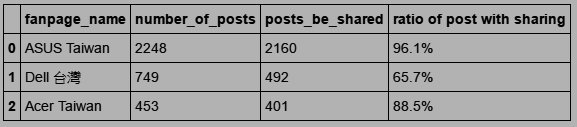 fanpage_name number_of_posts posts_be_shared ratio of post with sharing
0 ASUS Taiwan 2248 2160 96.1%
1 Dell 台灣 749 492 65.7%
2 Acer Taiwan 453 401 88.5%